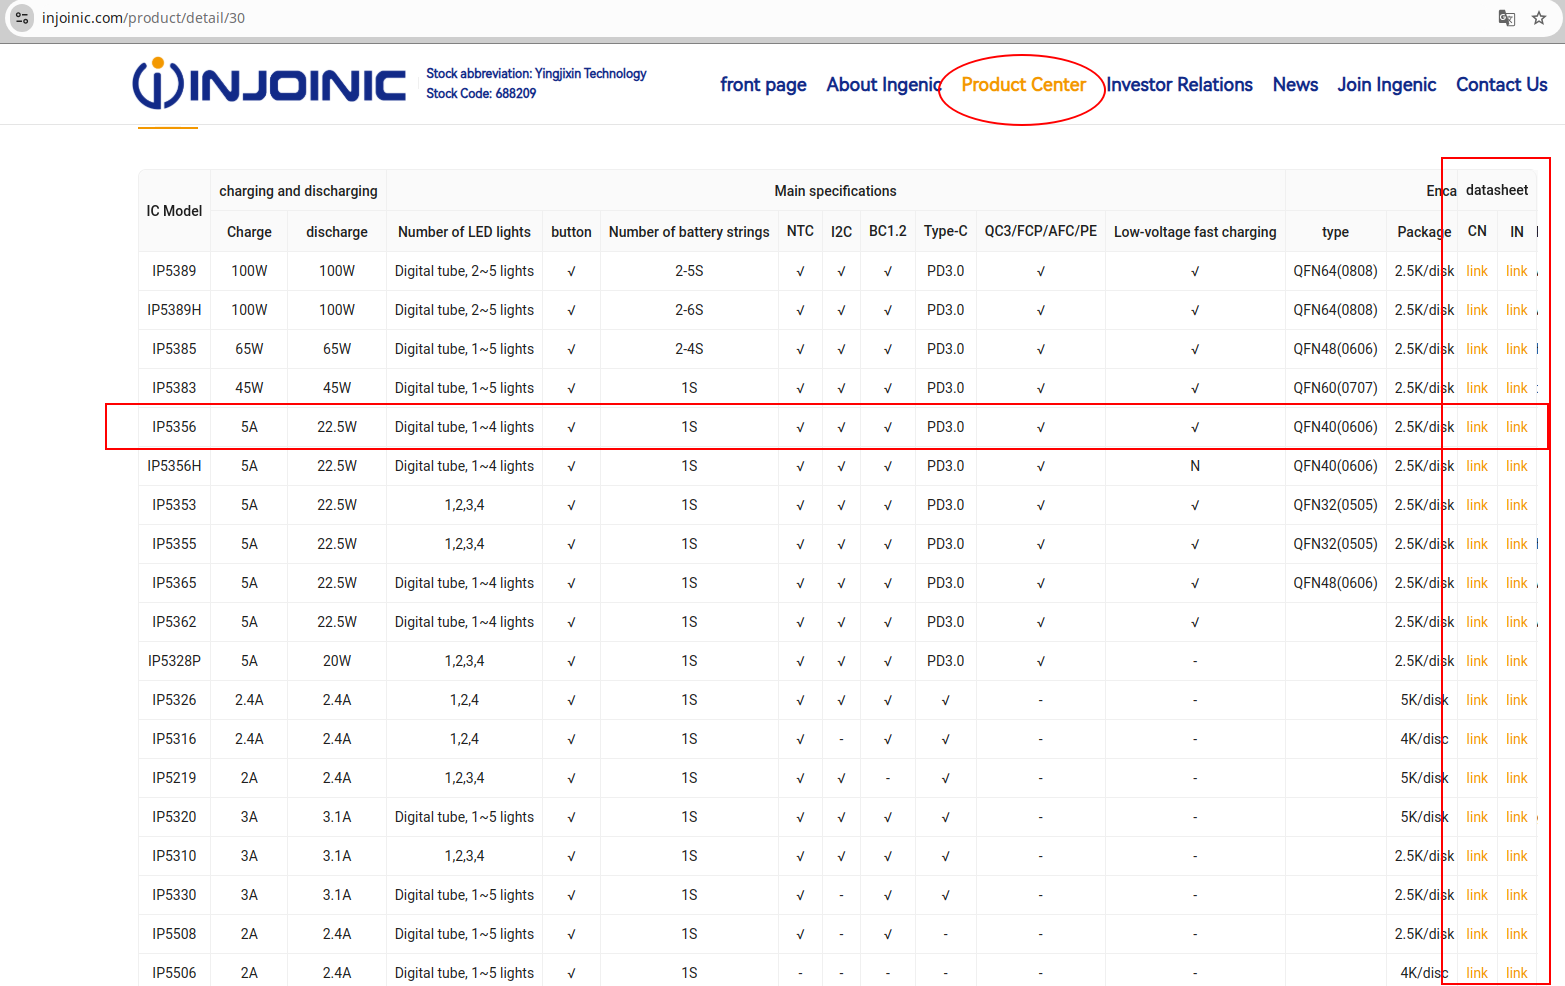 injoinic.com/product/detail/30
INJOINIC
Stock abbreviation: Yingjixin Technology
Stock Code: 688209
front page About Ingenic Product Center Investor Relations News Join Ingenic Contact Us
IC Model charging and discharging Main specifications Enca datasheet
Charge discharge Number of LED lights button Number of battery strings NTC I2C BC1.2 Type-C QC3/FCP/AFC/PE Low-voltage fast charging type Package CN IN
IP5389 100W 100W Digital tube, 2~5 lights √ 2-5S √ √ √ PD3.0 √ √ QFN64(0808) 2.5K/disk link link
IP5389H 100W 100W Digital tube, 2~5 lights √ 2-6S √ √ √ PD3.0 √ √ QFN64(0808) 2.5K/disk link link
IP5385 65W 65W Digital tube, 1~5 lights √ 2-4S √ √ √ PD3.0 √ √ QFN48(0606) 2.5K/disk link link
IP5383 45W 45W Digital tube, 1~5 lights √ 1S √ √ √ PD3.0 √ √ QFN60(0707) 2.5K/disk link link
IP5356 5A 22.5W Digital tube, 1~4 lights √ 1S √ √ √ PD3.0 √ √ QFN40(0606) 2.5K/disk link link
IP5356H 5A 22.5W Digital tube, 1~4 lights √ 1S √ √ √ PD3.0 √ N QFN40(0606) 2.5K/disk link link
IP5353 5A 22.5W 1,2,3,4 √ 1S √ √ √ PD3.0 √ √ QFN32(0505) 2.5K/disk link link
IP5355 5A 22.5W 1,2,3,4 √ 1S √ √ √ PD3.0 √ √ QFN32(0505) 2.5K/disk link link
IP5365 5A 22.5W Digital tube, 1~4 lights √ 1S √ √ √ PD3.0 √ √ QFN48(0606) 2.5K/disk link link
IP5362 5A 22.5W Digital tube, 1~4 lights √ 1S √ √ √ PD3.0 √ √ 2.5K/disk link link
IP5328P 5A 20W 1,2,3,4 √ 1S √ √ √ PD3.0 √ - 2.5K/disk link link
IP5326 2.4A 2.4A 1,2,4 √ 1S √ √ √ √ - - 5K/disk link link
IP5316 2.4A 2.4A 1,2,4 √ 1S √ - √ √ - - 4K/disc link link
IP5219 2A 2.4A 1,2,3,4 √ 1S √ √ - √ - - 5K/disk link link
IP5320 3A 3.1A Digital tube, 1~5 lights √ 1S √ √ √ √ - - 5K/disk link link
IP5310 3A 3.1A 1,2,3,4 √ 1S √ √ √ √ - - 2.5K/disk link link
IP5330 3A 3.1A Digital tube, 1~5 lights √ 1S √ - √ √ - - 2.5K/disk link link
IP5508 2A 2.4A Digital tube, 1~5 lights √ 1S √ - √ - - - 2.5K/disk link link
IP5506 2A 2.4A Digital tube, 1~5 lights √ 1S - - - - - - 4K/disc link link